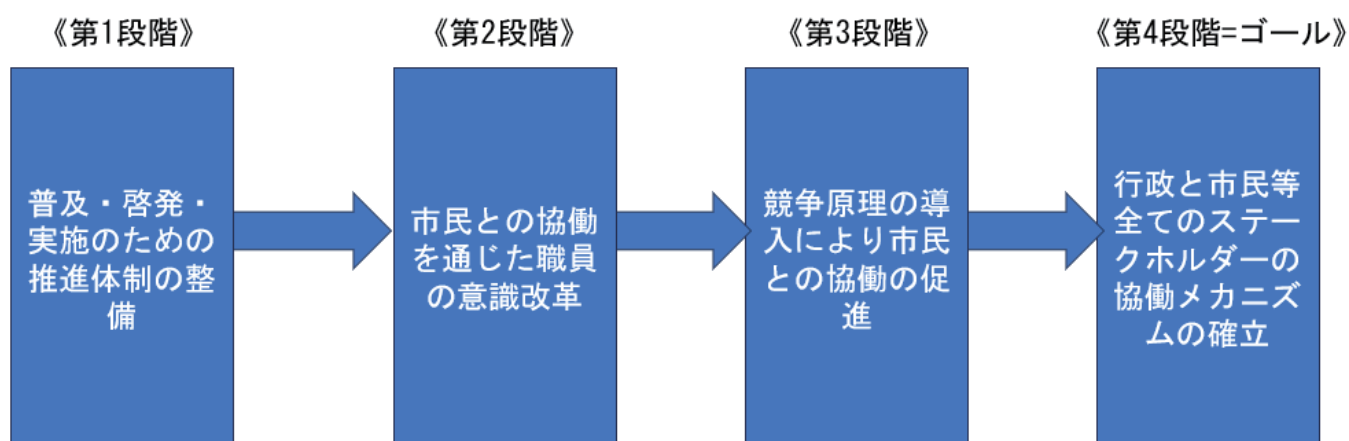 《第1段階》
《第2段階》
《第3段階》
《第4段階=ゴール》
普及・啓発・
実施のための
推進体制の整
備
市民との協働
を通じた職員
の意識改革
競争原理の導
入により市民
との協働の促
進
行政と市民等
全てのステー
クホルダーの
協働メカニズ
ムの確立